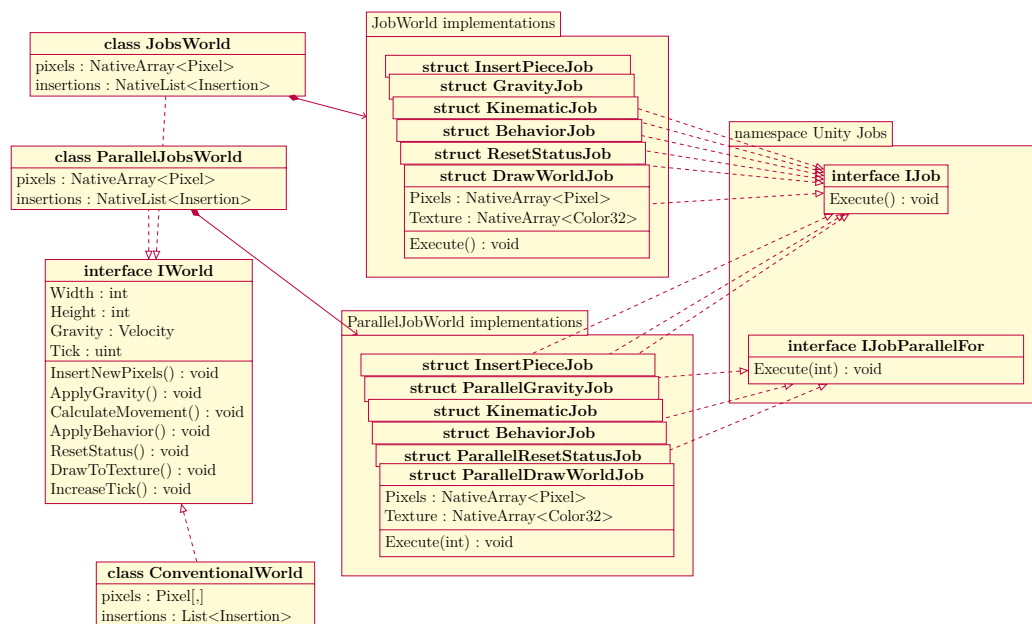 JobWorld implementations
class JobsWorld
pixels : NativeArray<Pixel>
insertions : NativeList<Insertion>
struct InsertPieceJob
struct GravityJob
struct KinematicJob
struct BehaviorJob
struct ResetStatusJob
struct DrawWorldJob
Pixels : NativeArray<Pixel>
Texture : NativeArray<Color32>
Execute() : void
namespace Unity Jobs
interface IJob
Execute() : void
class ParallelJobsWorld
pixels : NativeArray<Pixel>
insertions : NativeList<Insertion>
interface IWorld
Width : int
Height : int
Gravity : Velocity
Tick : uint
InsertNewPixels() : void
ApplyGravity() : void
CalculateMovement() : void
ApplyBehavior() : void
ResetStatus() : void
DrawToTexture() : void
IncreaseTick() : void
ParallelJobWorld implementations
struct InsertPieceJob
struct ParallelGravityJob
struct KinematicJob
struct BehaviorJob
struct ParallelResetStatusJob
struct ParallelDrawWorldJob
Pixels : NativeArray<Pixel>
Texture : NativeArray<Color32>
Execute(int) : void
interface IJobParallelFor
Execute(int) : void
class ConventionalWorld
pixels : Pixel[,]
insertions : List<Insertion>